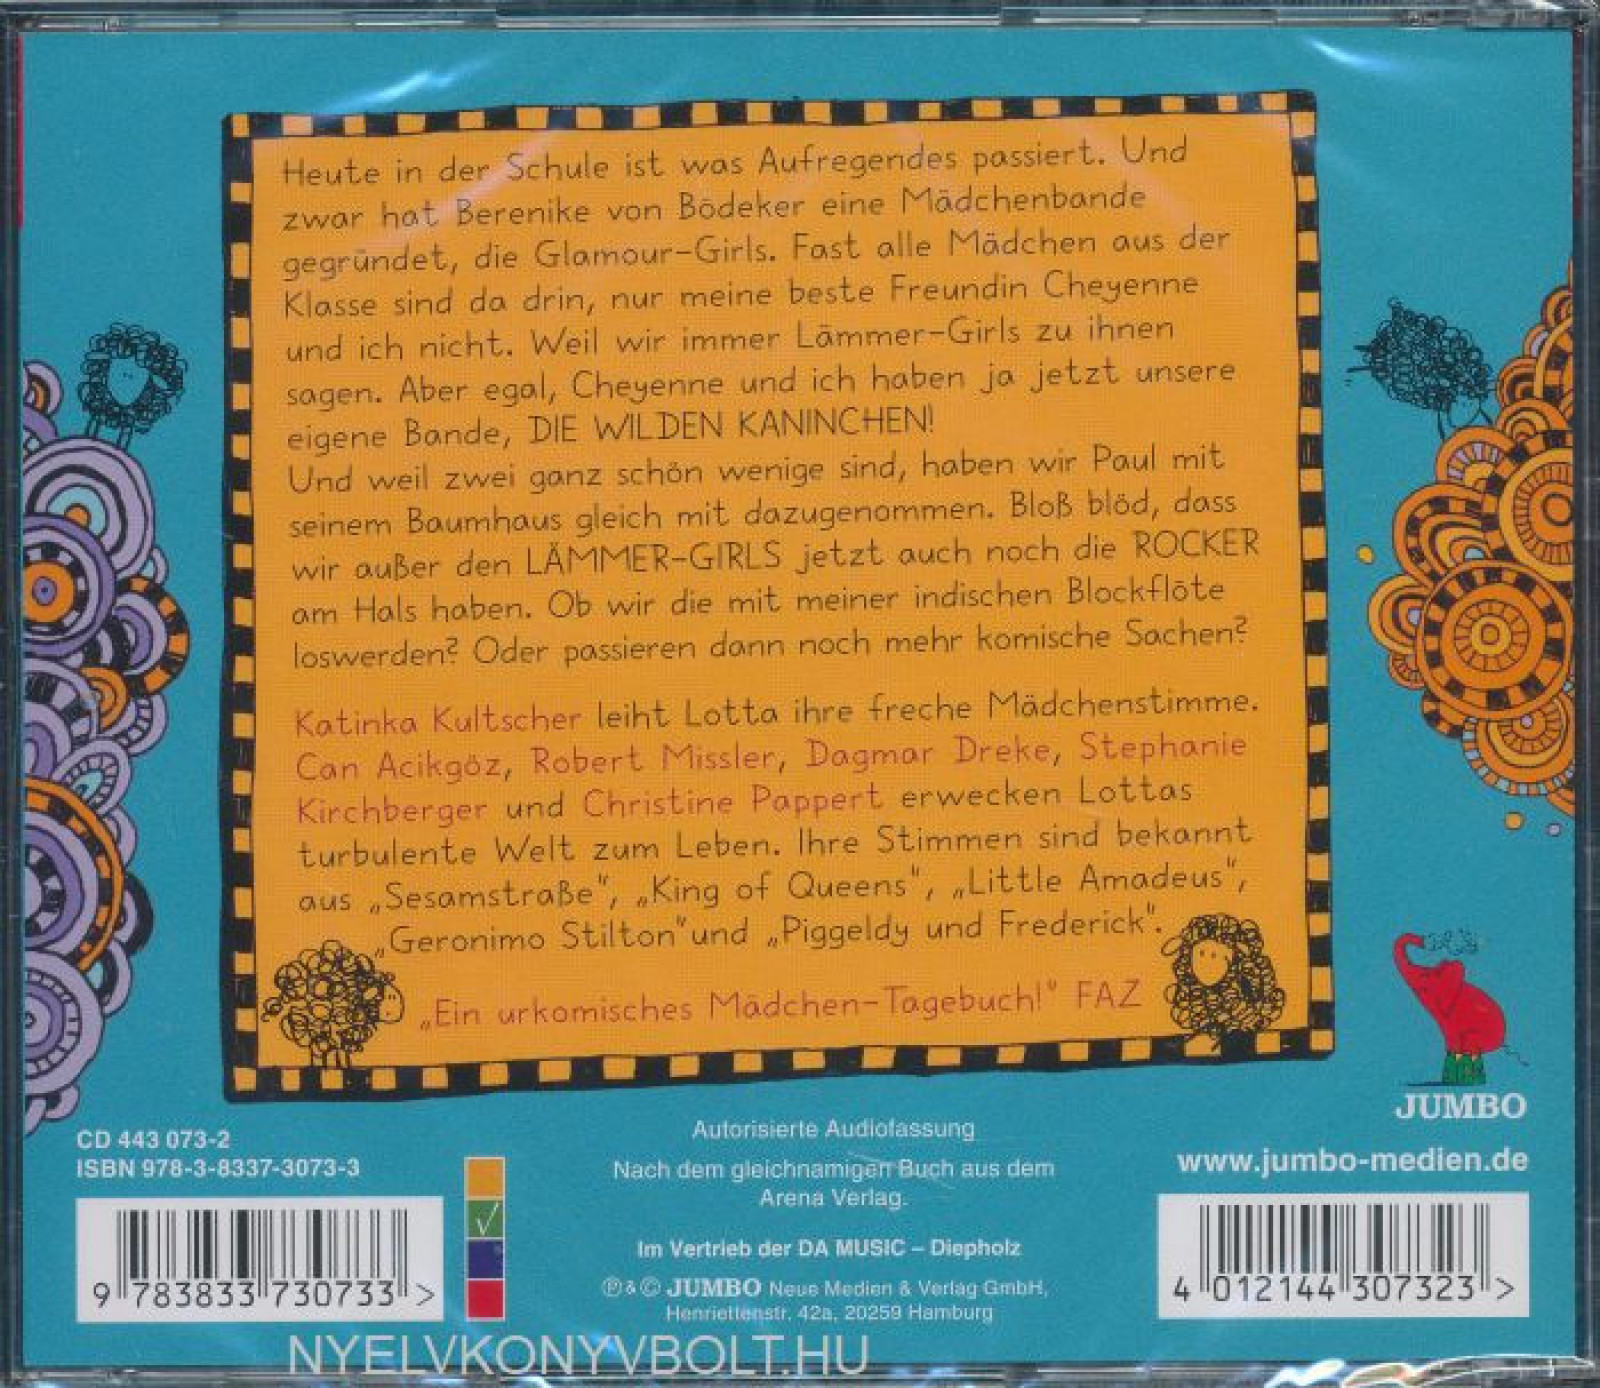 Heute in der Schule ist was Aufregendes passiert. Und
zwar hat Berenike von Bödeker eine Mädchenbande
gegründet, die Glamour-Girls. Fast alle Mädchen aus der
Klasse sind da drin, nur meine beste Freundin Cheyenne
und ich nicht. Weil wir immer Lämmer-Girls zu ihnen
sagen. Aber egal, Cheyenne und ich haben ja jetzt unsere
eigene Bande, DIE WILDEN KANINCHEN!
Und weil zwei ganz schön wenige sind, haben wir Paul mit
seinem Baumhaus gleich mit dazugenommen. Bloß blöd, dass
wir außer den LÄMMER-GIRLS jetzt auch noch die ROCKER
am Hals haben. Ob wir die mit meiner indischen Blockflöte
loswerden? Oder passieren dann noch mehr komische Sachen?
Katinka Kultscher leiht Lotta ihre freche Mädchenstimme.
Can Acikgöz, Robert Missler, Dagmar Dreke, Stephanie
Kirchberger und Christine Pappert erwecken Lottas
turbulente Welt zum Leben. Ihre Stimmen sind bekannt
aus „Sesamstraße“, „King of Queens“, „Little Amadeus“,
„Geronimo Stilton“und „Piggeldy und Frederick“.
„Ein urkomisches Mädchen-Tagebuch!“ FAZ
JUMBO
www.jumbo-medien.de
CD 443 073-2
ISBN 978-3-8337-3073-3
9 783833 730733 >
Autorisierte Audiofassung
Nach dem gleichnamigen Buch aus dem
Arena Verlag.
Im Vertrieb der DA MUSIC – Diepholz
℗ & © JUMBO Neue Medien & Verlag GmbH,
Henriettenstr. 42a, 20259 Hamburg
4 012144 307323 >
NYELVKONYVBOLT.HU